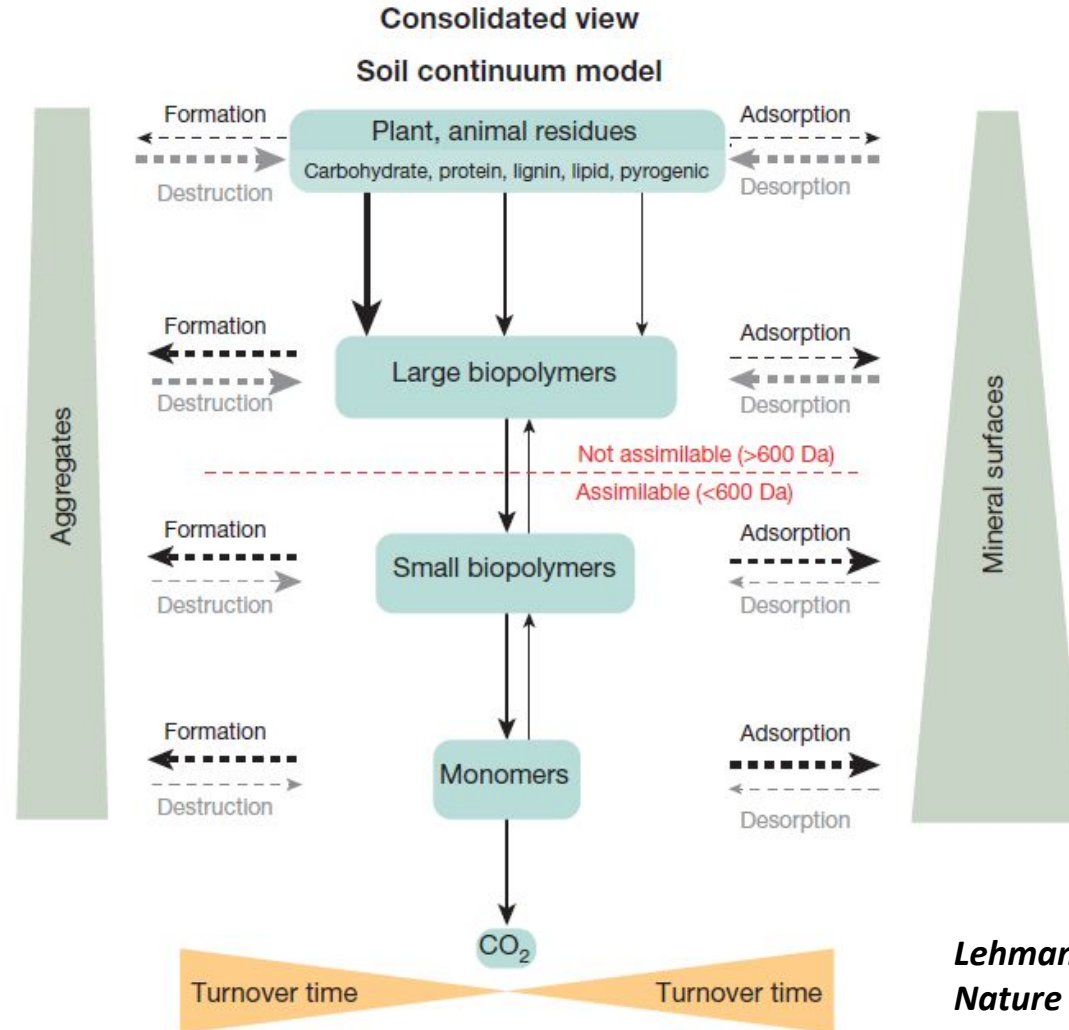 Consolidated view
Soil continuum model
Formation
Plant, animal residues
Adsorption
Carbohydrate, protein, lignin, lipid, pyrogenic
Destruction
Desorption
Formation
Adsorption
Large biopolymers
Destruction
Desorption
Aggregates
Mineral surfaces
Not assimilable (>600 Da)
Assimilable (<600 Da)
Formation
Adsorption
Small biopolymers
Destruction
Desorption
Formation
Adsorption
Monomers
Destruction
Desorption
CO₂
Turnover time
Turnover time
Lehman
Nature